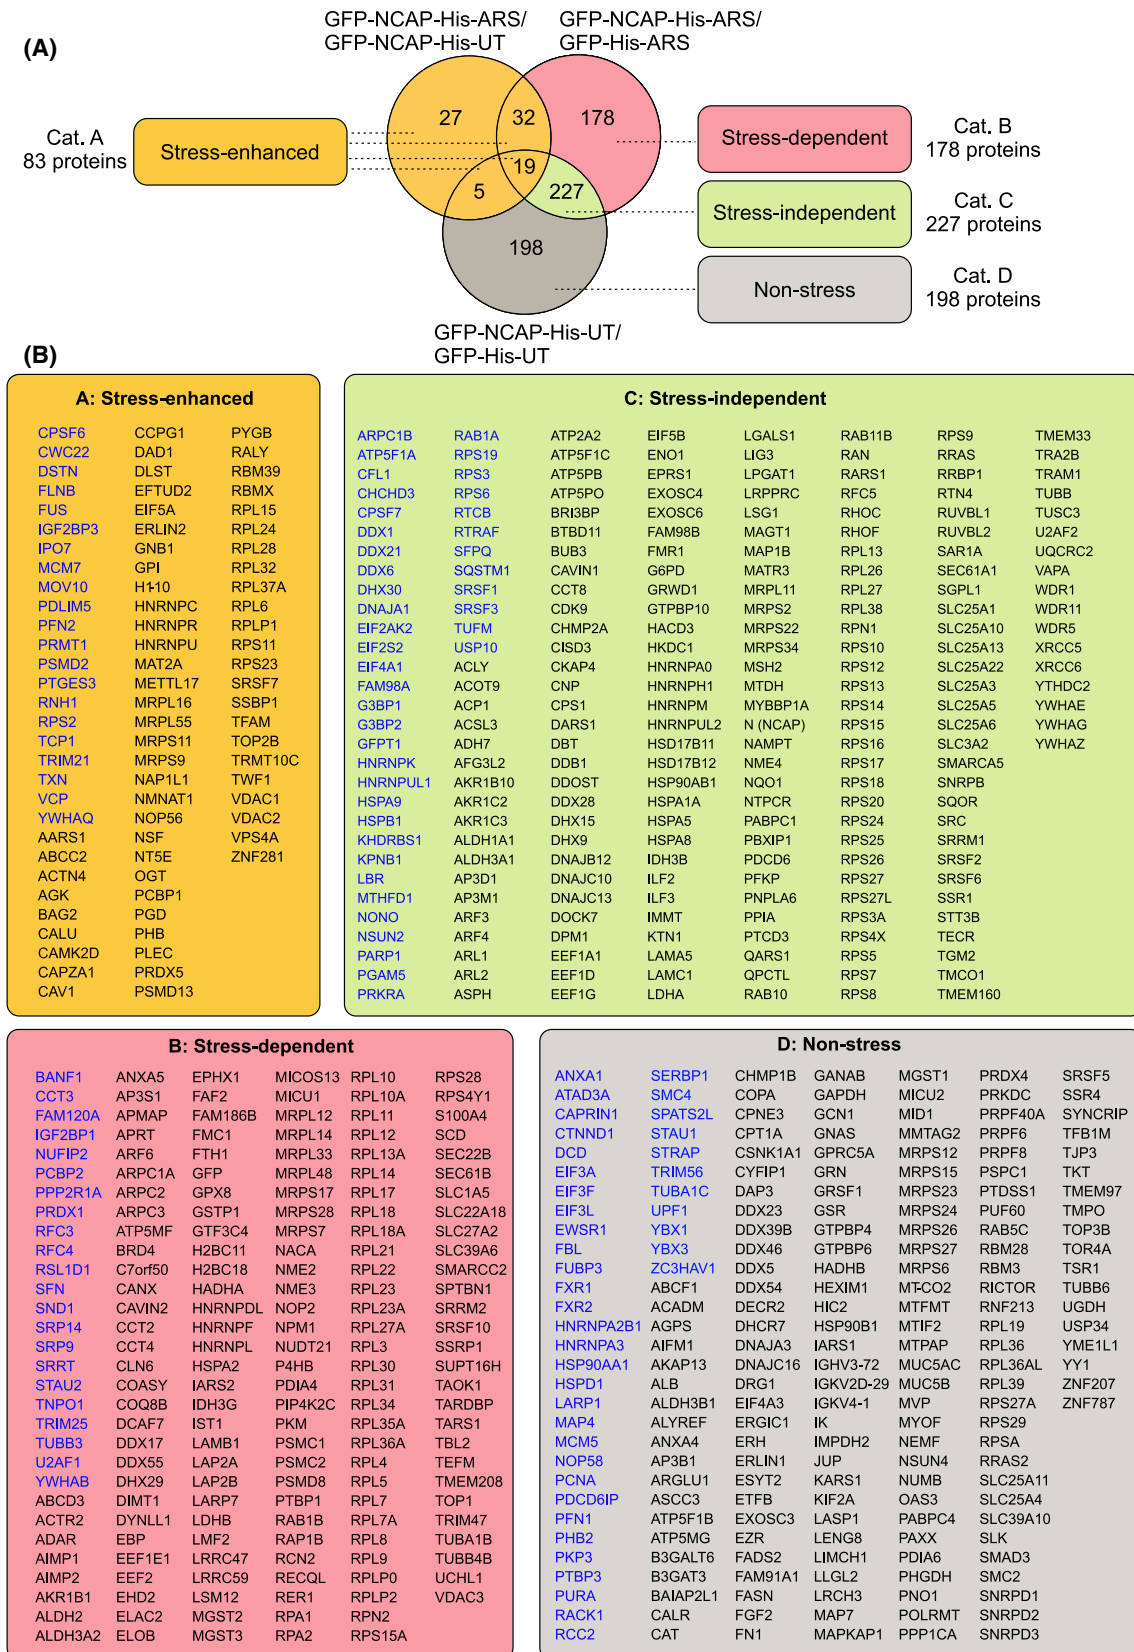 (A)
GFP-NCAP-His-ARS/
GFP-NCAP-His-UT
GFP-NCAP-His-ARS/
GFP-His-ARS
27 32 178
19
5 227
198
Cat. A
83 proteins
Stress-enhanced
Stress-dependent
Cat. B
178 proteins
Stress-independent
Cat. C
227 proteins
Non-stress
Cat. D
198 proteins
GFP-NCAP-His-UT/
GFP-His-UT
(B)
A: Stress-enhanced
CPSF6 CCPG1 PYGB
CWC22 DAD1 RALY
DSTN DLST RBM39
FLNB EFTUD2 RBMX
FUS EIF5A RPL15
IGF2BP3 ERLIN2 RPL24
IPO7 GNB1 RPL28
MCM7 GPI RPL32
MOV10 H1-10 RPL37A
PDLIM5 HNRNPC RPL6
PFN2 HNRNPR RPLP1
PRMT1 HNRNPU RPS11
PSMD2 MAT2A RPS23
PTGES3 METTL17 SRSF7
RNH1 MRPL16 SSBP1
RPS2 MRPL55 TFAM
TCP1 MRPS11 TOP2B
TRIM21 MRPS9 TRMT10C
TXN NAP1L1 TWF1
VCP NMNAT1 VDAC1
YWHAQ NOP56 VDAC2
AARS1 NSF VPS4A
ABCC2 NT5E ZNF281
ACTN4 OGT
AGK PCBP1
BAG2 PGD
CALU PHB
CAMK2D PLEC
CAPZA1 PRDX5
CAV1 PSMD13
C: Stress-independent
ARPC1B RAB1A ATP2A2 EIF5B LGALS1 RAB11B RPS9 TMEM33
ATP5F1A RPS19 ATP5F1C ENO1 LIG3 RAN RRAS TRA2B
CFL1 RPS3 ATP5PB EPRS1 LPGAT1 RARS1 RRBP1 TRAM1
CHCHD3 RPS6 ATP5PO EXOSC4 LRPPRC RFC5 RTN4 TUBB
CPSF7 RTCB BRI3BP EXOSC6 LSG1 RHOC RUVBL1 TUSC3
DDX1 RTRAF BTBD11 FAM98B MAGT1 RHOF RUVBL2 U2AF2
DDX21 SFPQ BUB3 FMR1 MAP1B RPL13 SAR1A UQCRC2
DDX6 SQSTM1 CAVIN1 G6PD MATR3 RPL26 SEC61A1 VAPA
DHX30 SRSF1 CCT8 GRWD1 MRPL11 RPL27 SGPL1 WDR1
DNAJA1 SRSF3 CDK9 GTPBP10 MRPS2 RPL38 SLC25A1 WDR11
EIF2AK2 TUFM CHMP2A HACD3 MRPS22 RPN1 SLC25A10 WDR5
EIF2S2 USP10 CISD3 HKDC1 MRPS34 RPS10 SLC25A13 XRCC5
EIF4A1 ACLY CKAP4 HNRNPA0 MSH2 RPS12 SLC25A22 XRCC6
FAM98A ACOT9 CNP HNRNPH1 MTDH RPS13 SLC25A3 YTHDC2
G3BP1 ACP1 CPS1 HNRNPM MYBBP1A RPS14 SLC25A5 YWHAE
G3BP2 ACSL3 DARS1 HNRNPUL2 N (NCAP) RPS15 SLC25A6 YWHAG
GFPT1 ADH7 DBT HSD17B11 NAMPT RPS16 SLC3A2 YWHAZ
HNRNPK AFG3L2 DDB1 HSD17B12 NME4 RPS17 SMARCA5
HNRNPUL1 AKR1B10 DDOST HSP90AB1 NQO1 RPS18 SNRPB
HSPA9 AKR1C2 DDX28 HSPA1A NTPCR RPS20 SQOR
HSPB1 AKR1C3 DHX15 HSPA5 PABPC1 RPS24 SRC
KHDRBS1 ALDH1A1 DHX9 HSPA8 PBXIP1 RPS25 SRRM1
KPNB1 ALDH3A1 DNAJB12 IDH3B PDCD6 RPS26 SRSF2
LBR AP3D1 DNAJC10 ILF2 PFKP RPS27 SRSF6
MTHFD1 AP3M1 DNAJC13 ILF3 PNPLA6 RPS27L SSR1
NONO ARF3 DOCK7 IMMT PPIA RPS3A STT3B
NSUN2 ARF4 DPM1 KTN1 PTCD3 RPS4X TECR
PARP1 ARL1 EEF1A1 LAMA5 QARS1 RPS5 TGM2
PGAM5 ARL2 EEF1D LAMC1 QPCTL RPS7 TMCO1
PRKRA ASPH EEF1G LDHA RAB10 RPS8 TMEM160
B: Stress-dependent
BANF1 ANXA5 EPHX1 MICOS13 RPL10 RPS28
CCT3 AP3S1 FAF2 MICU1 RPL10A RPS4Y1
FAM120A APMAP FAM186B MRPL12 RPL11 S100A4
IGF2BP1 APRT FMC1 MRPL14 RPL12 SCD
NUFIP2 ARF6 FTH1 MRPL33 RPL13A SEC22B
PCBP2 ARPC1A GFP MRPL48 RPL14 SEC61B
PPP2R1A ARPC2 GPX8 MRPS17 RPL17 SLC1A5
PRDX1 ARPC3 GSTP1 MRPS28 RPL18 SLC22A18
RFC3 ATP5MF GTF3C4 MRPS7 RPL18A SLC27A2
RFC4 BRD4 H2BC11 NACA RPL21 SLC39A6
RSL1D1 C7orf50 H2BC18 NME2 RPL22 SMARCC2
SFN CANX HADHA NME3 RPL23 SPTBN1
SND1 CAVIN2 HNRNPDL NOP2 RPL23A SRRM2
SRP14 CCT2 HNRNPF NPM1 RPL27A SRSF10
SRP9 CCT4 HNRNPL NUDT21 RPL3 SSRP1
SRRT CLN6 HSPA2 P4HB RPL30 SUPT16H
STAU2 COASY IARS2 PDIA4 RPL31 TAOK1
TNPO1 COQ8B IDH3G PIP4K2C RPL34 TARDBP
TRIM25 DCAF7 IST1 PKM RPL35A TARS1
TUBB3 DDX17 LAMB1 PSMC1 RPL36A TBL2
U2AF1 DDX55 LAP2A PSMC2 RPL4 TEFM
YWHAB DHX29 LAP2B PSMD8 RPL5 TMEM208
ABCD3 DIMT1 LARP7 PTBP1 RPL7 TOP1
ACTR2 DYNLL1 LDHB RAB1B RPL7A TRIM47
ADAR EBP LMF2 RAP1B RPL8 TUBA1B
AIMP1 EEF1E1 LRRC47 RCN2 RPL9 TUBB4B
AIMP2 EEF2 LRRC59 RECQL RPLP0 UCHL1
AKR1B1 EHD2 LSM12 RER1 RPLP2 VDAC3
ALDH2 ELAC2 MGST2 RPA1 RPN2
ALDH3A2 ELOB MGST3 RPA2 RPS15A
D: Non-stress
ANXA1 SERBP1 CHMP1B GANAB MGST1 PRDX4 SRSF5
ATAD3A SMC4 COPA GAPDH MICU2 PRKDC SSR4
CAPRIN1 SPATS2L CPNE3 GCN1 MID1 PRPF40A SYNCRIP
CTNND1 STAU1 CPT1A GNAS MMTAG2 PRPF6 TFB1M
DCD STRAP CSNK1A1 GPRC5A MRPS12 PRPF8 TJP3
EIF3A TRIM56 CYFIP1 GRN MRPS15 PSPC1 TKT
EIF3F TUBA1C DAP3 GRSF1 MRPS23 PTDSS1 TMEM97
EIF3L UPF1 DDX23 GSR MRPS24 PUF60 TMPO
EWSR1 YBX1 DDX39B GTPBP4 MRPS26 RAB5C TOP3B
FBL YBX3 DDX46 GTPBP6 MRPS27 RBM28 TOR4A
FUBP3 ZC3HAV1 DDX5 HADHB MRPS6 RBM3 TSR1
FXR1 ABCF1 DDX54 HEXIM1 MT-CO2 RICTOR TUBB6
FXR2 ACADM DECR2 HIC2 MTFMT RNF213 UGDH
HNRNPA2B1 AGPS DHCR7 HSP90B1 MTIF2 RPL19 USP34
HNRNPA3 AIFM1 DNAJA3 IARS1 MTPAP RPL36 YME1L1
HSP90AA1 AKAP13 DNAJC16 IGHV3-72 MUC5AC RPL36AL YY1
HSPD1 ALB DRG1 IGKV2D-29 MUC5B RPL39 ZNF207
LARP1 ALDH3B1 EIF4A3 IGKV4-1 MVP RPS27A ZNF787
MAP4 ALYREF ERGIC1 IK MYOF RPS29
MCM5 ANXA4 ERH IMPDH2 NEMF RPSA
NOP58 AP3B1 ERLIN1 JUP NSUN4 RRAS2
PCNA ARGLU1 ESYT2 KARS1 NUMB SLC25A11
PDCD6IP ASCC3 ETFB KIF2A OAS3 SLC25A4
PFN1 ATP5F1B EXOSC3 LASP1 PABPC4 SLC39A10
PHB2 ATP5MG EZR LENG8 PAXX SLK
PKP3 B3GALT6 FADS2 LIMCH1 PDIA6 SMAD3
PTBP3 B3GAT3 FAM91A1 LLGL2 PHGDH SMC2
PURA BAIAP2L1 FASN LRCH3 PNO1 SNRPD1
RACK1 CALR FGF2 MAP7 POLRMT SNRPD2
RCC2 CAT FN1 MAPKAP1 PPP1CA SNRPD3